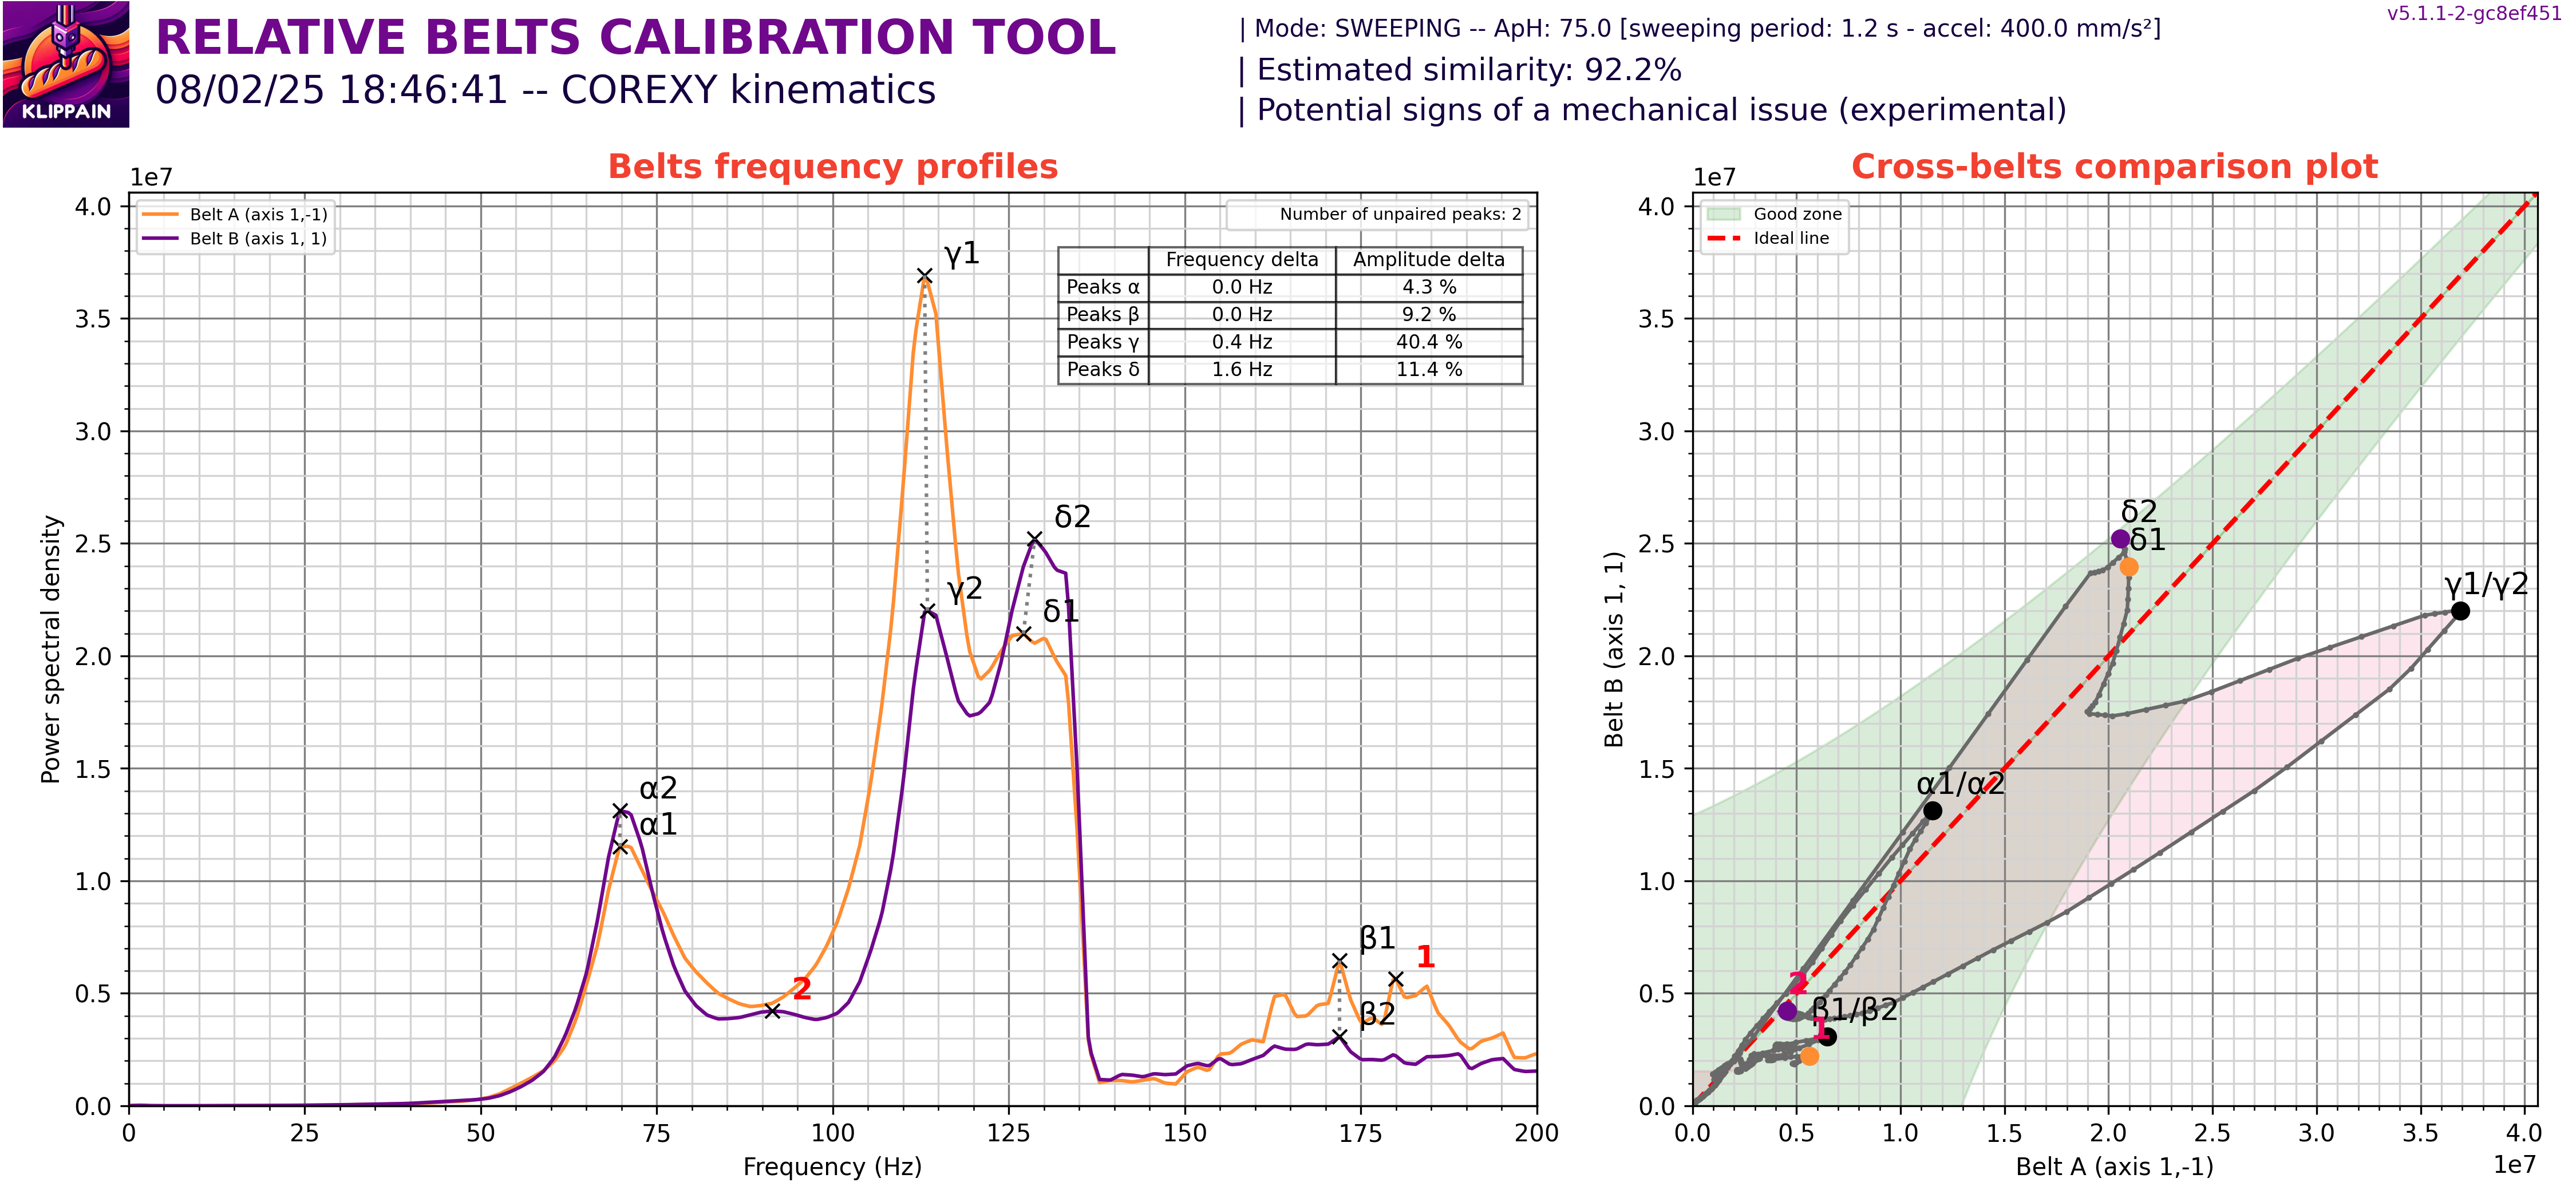 KLIPPAIN
RELATIVE BELTS CALIBRATION TOOL
08/02/25 18:46:41 -- COREXY kinematics
| Mode: SWEEPING -- ApH: 75.0 [sweeping period: 1.2 s - accel: 400.0 mm/s²]
| Estimated similarity: 92.2%
| Potential signs of a mechanical issue (experimental)
v5.1.1-2-gc8ef451
Belts frequency profiles
1e7
Belt A (axis 1,-1)
Belt B (axis 1, 1)
Number of unpaired peaks: 2
Frequency delta Amplitude delta
Peaks α 0.0 Hz 4.3 %
Peaks β 0.0 Hz 9.2 %
Peaks γ 0.4 Hz 40.4 %
Peaks δ 1.6 Hz 11.4 %
γ1
γ2
δ2
δ1
α2
α1
β1
1
2
β2
4.0
3.5
3.0
2.5
2.0
1.5
1.0
0.5
0.0
Power spectral density
0 25 50 75 100 125 150 175 200
Frequency (Hz)
Cross-belts comparison plot
1e7
Good zone
Ideal line
δ2
δ1
γ1/γ2
α1/α2
2
β1/β2
1
4.0
3.5
3.0
2.5
2.0
1.5
1.0
0.5
0.0
Belt B (axis 1, 1)
0.0 0.5 1.0 1.5 2.0 2.5 3.0 3.5 4.0
1e7
Belt A (axis 1,-1)